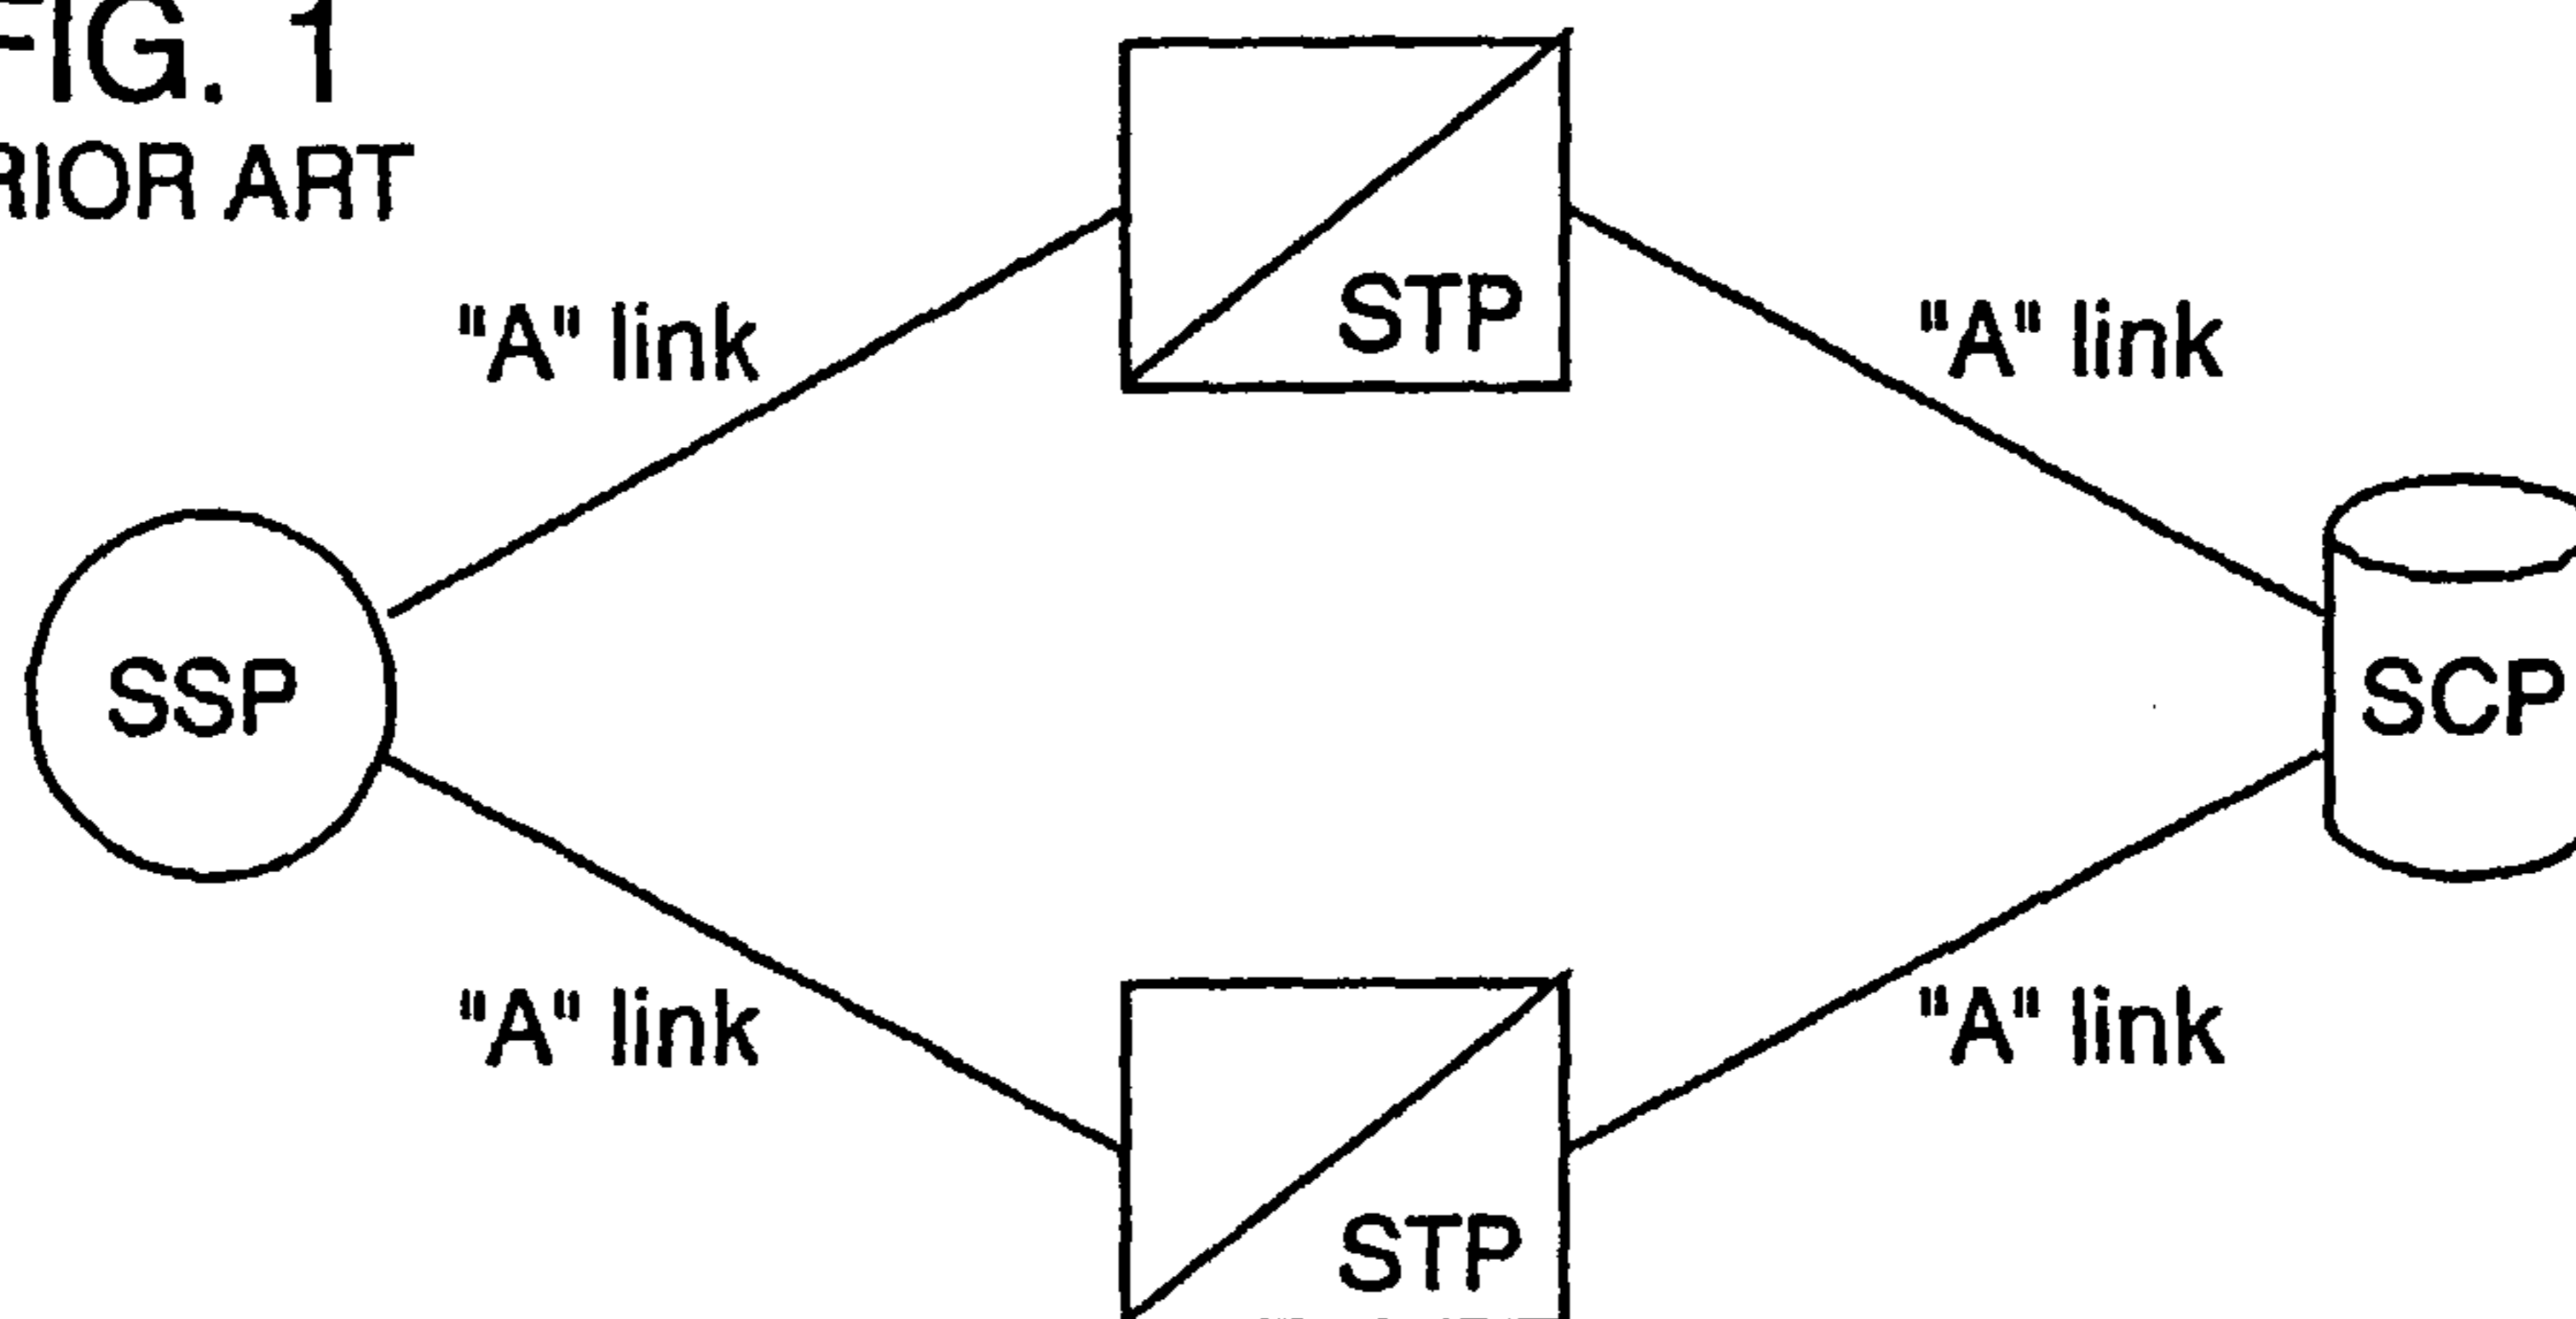 FIG. 1
RIOR ART
STP
"A" link
"A" link
SSP
SCP
"A" link
"A" link
STP